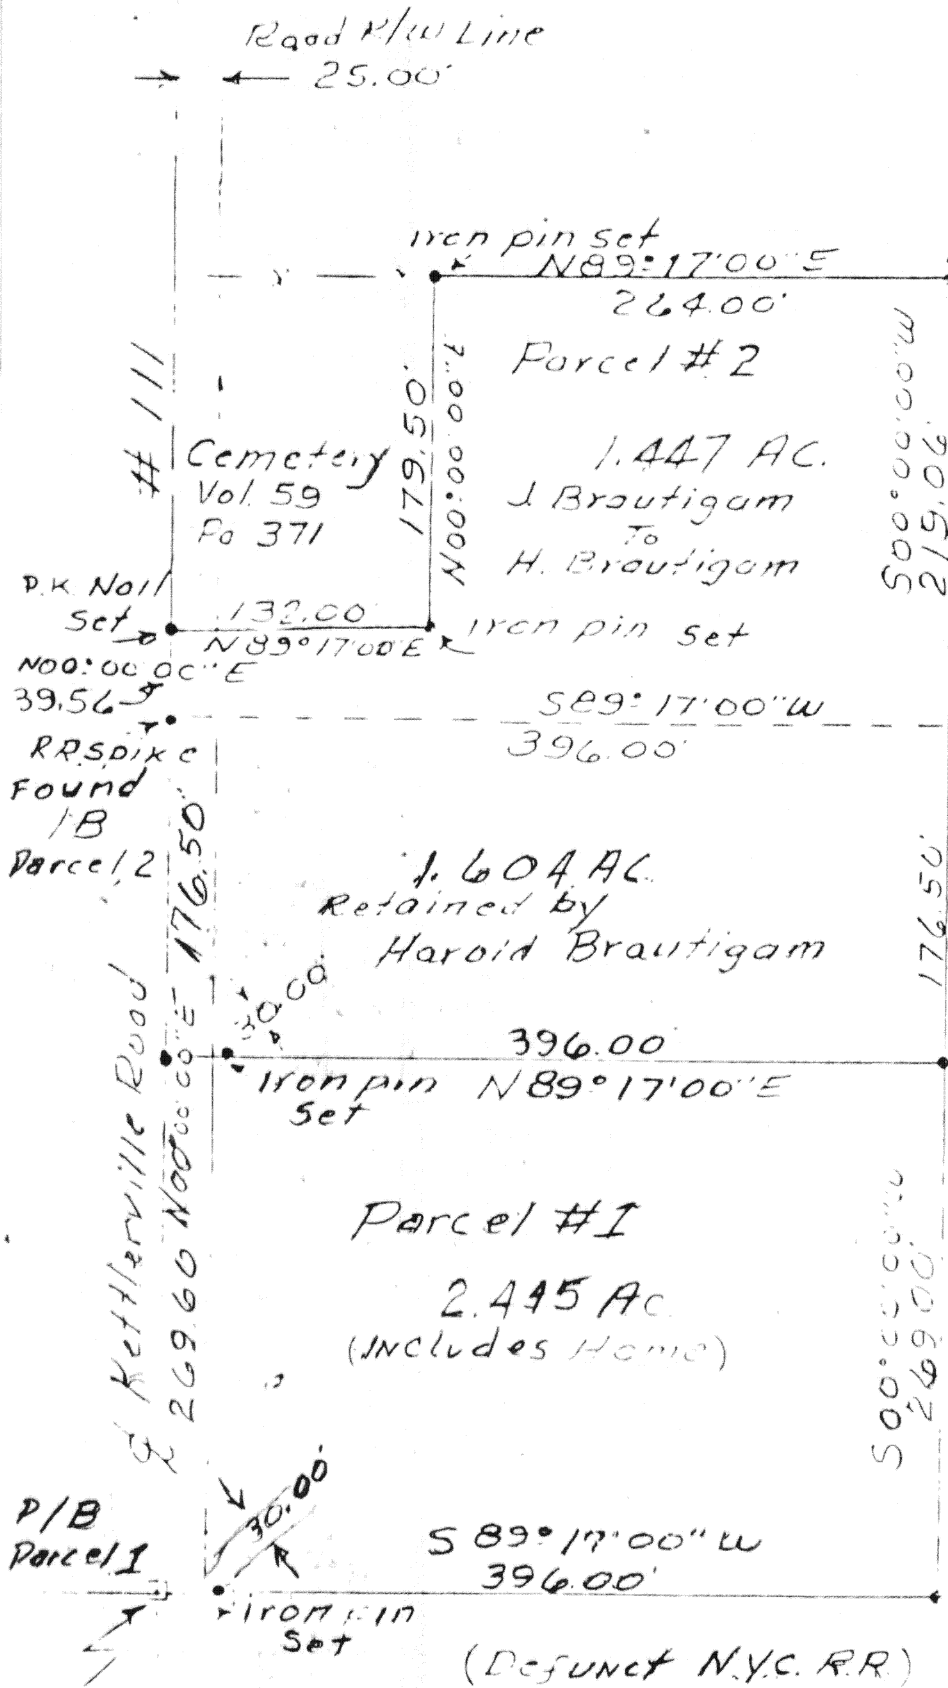 Road R/W Line
25.00'
Iron pin set
N89°17'00"E
264.00'
Parcel #2
# 111
Cemetery
Vol. 59
Pg 371
179.50'
N00°00'00"E
1.447 AC.
J Brautigam
To
H. Brautigam
S00°00'00"W
219.06'
P.K. Nail
Set
132.00'
N89°17'00"E
Iron pin set
N00°00'00"E
39.56
S89°17'00"W
396.00'
R.R. Spike
Found
Parcel 2
176.50'
1.604 AC.
Retained by
Harold Brautigam
176.50'
30.00'
396.00
N89°17'00"E
Iron pin
Set
₵ Kettlerville Road
269.60 N00°00'00"E
Parcel #1
2.445 Ac.
(Includes Home)
S00°00'00"W
269.00'
30.00'
P/B
Parcel 1
S 89°17'00"W
396.00'
iron pin
Set
(Defunct N.Y.C. R.R.)